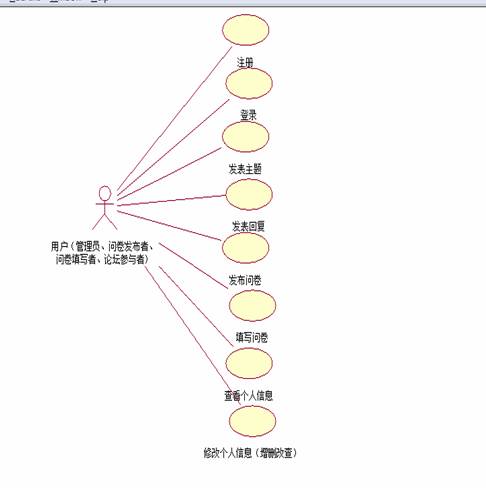 注册
登录
发表主题
发表回复
用户（管理员、问卷发布者、
问卷填写者、论坛参与者）
发布问卷
填写问卷
查看个人信息
修改个人信息（增删改查）